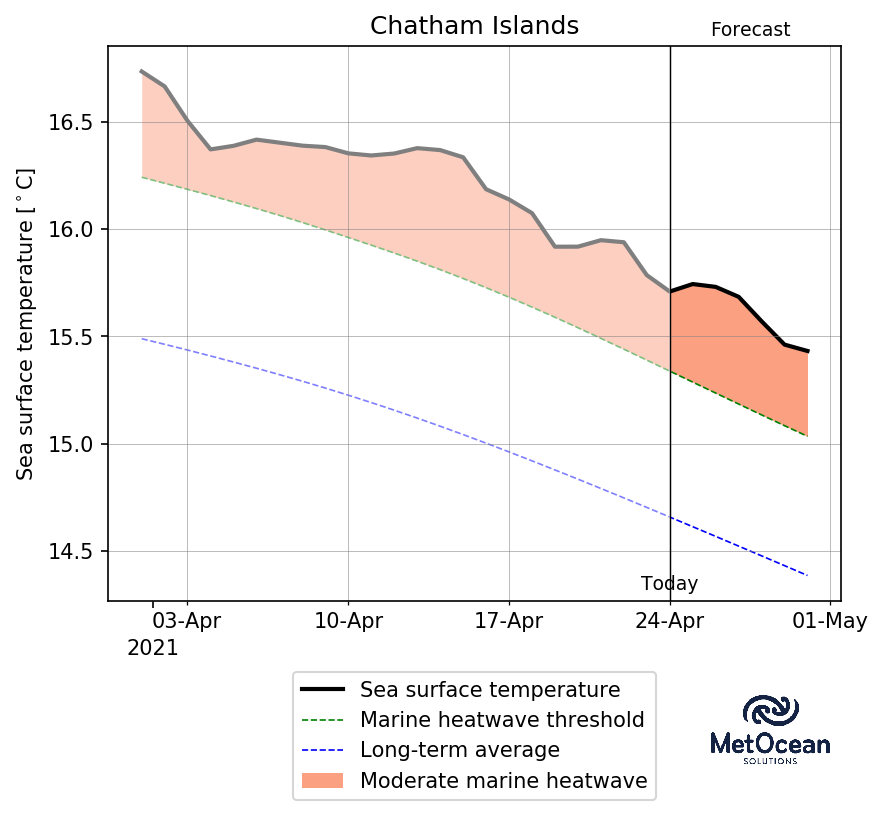 Chatham Islands
Forecast
Sea surface temperature [°C]
16.5
16.0
15.5
15.0
14.5
Today
03-Apr 10-Apr 17-Apr 24-Apr 01-May
2021
Sea surface temperature
Marine heatwave threshold
Long-term average
Moderate marine heatwave
MetOcean
SOLUTIONS